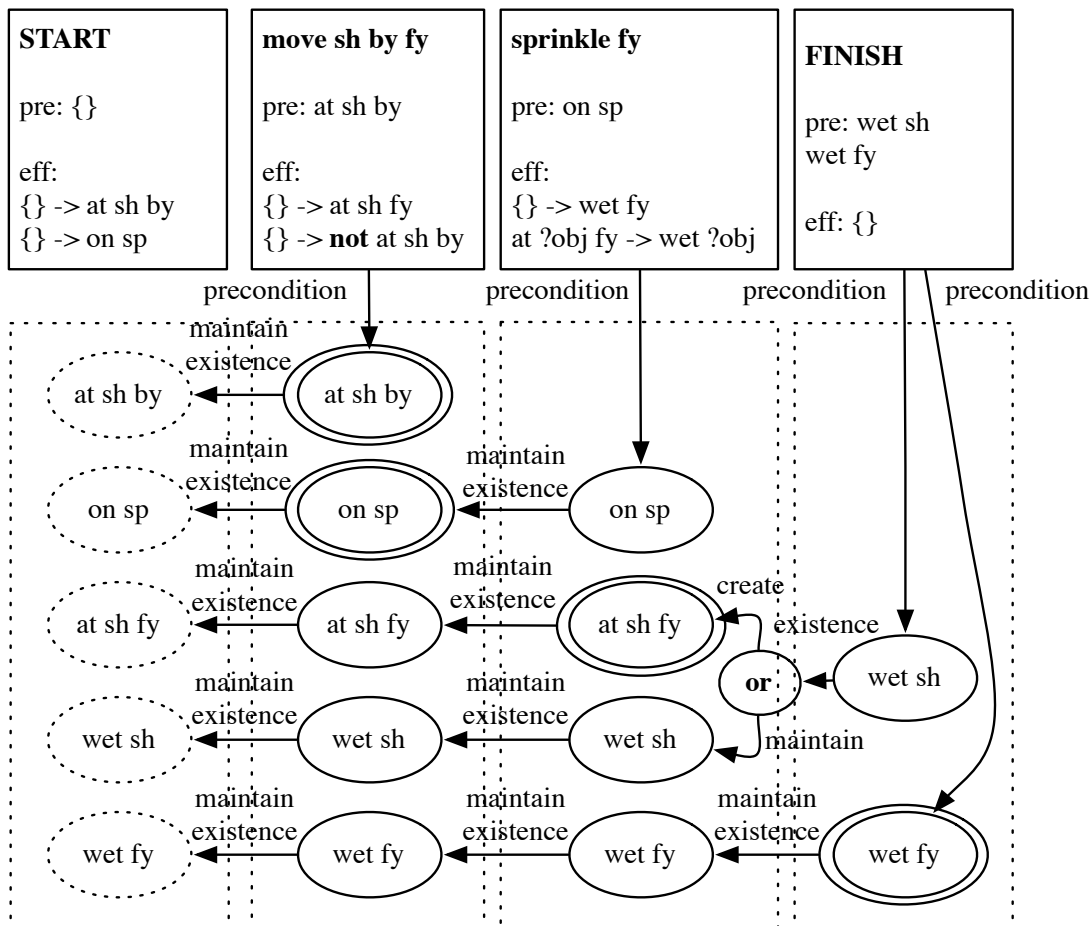 START
pre: {}
eff:
{} -> at sh by
{} -> on sp
move sh by fy
pre: at sh by
eff:
{} -> at sh fy
{} -> not at sh by
sprinkle fy
pre: on sp
eff:
{} -> wet fy
at ?obj fy -> wet ?obj
FINISH
pre: wet sh
wet fy
eff: {}
precondition
precondition
precondition
precondition
maintain
existence
at sh by
at sh by
maintain
existence
maintain
existence
on sp
on sp
on sp
maintain
existence
maintain
existence
create
existence
at sh fy
at sh fy
at sh fy
or
wet sh
maintain
existence
maintain
existence
maintain
wet sh
wet sh
wet sh
maintain
existence
maintain
existence
maintain
existence
wet fy
wet fy
wet fy
wet fy